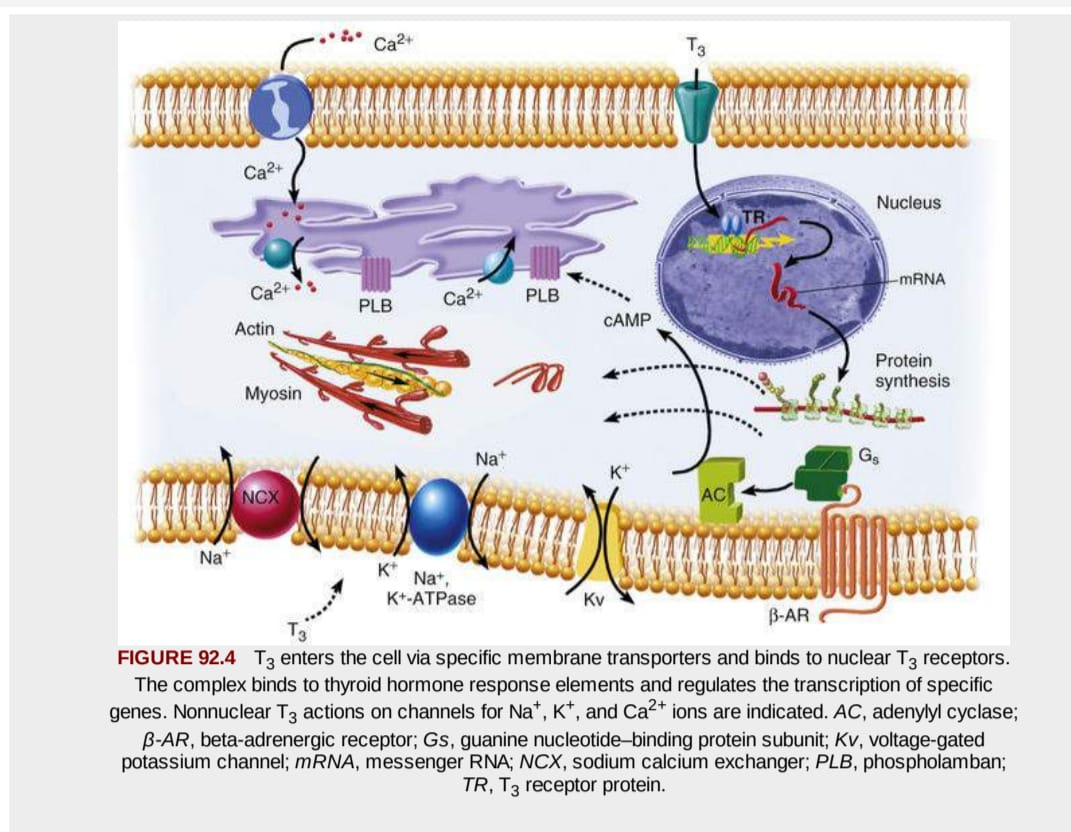 Ca²⁺
T₃
Ca²⁺
Nucleus
TR
mRNA
Ca²⁺
PLB
Ca²⁺
PLB
cAMP
Actin
Myosin
Protein
synthesis
Na⁺
K⁺
Gₛ
AC
NCX
Na⁺
K⁺
Na⁺,
K⁺-ATPase
Kv
β-AR
T₃
FIGURE 92.4 T₃ enters the cell via specific membrane transporters and binds to nuclear T₃ receptors.
The complex binds to thyroid hormone response elements and regulates the transcription of specific
genes. Nonnuclear T₃ actions on channels for Na⁺, K⁺, and Ca²⁺ ions are indicated. AC, adenylyl cyclase;
β-AR, beta-adrenergic receptor; Gs, guanine nucleotide–binding protein subunit; Kv, voltage-gated
potassium channel; mRNA, messenger RNA; NCX, sodium calcium exchanger; PLB, phospholamban;
TR, T₃ receptor protein.